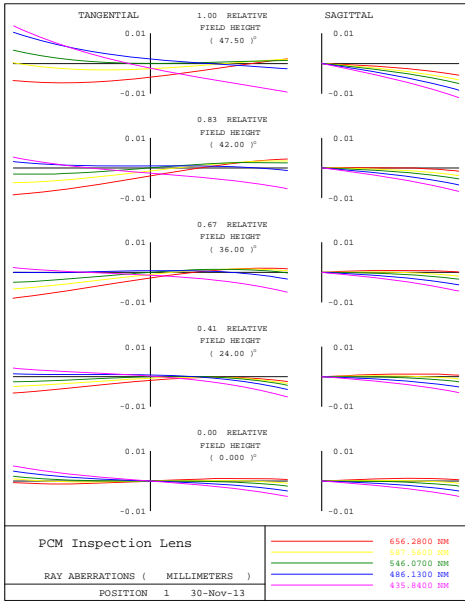 TANGENTIAL 1.00 RELATIVE SAGITTAL
FIELD HEIGHT
( 47.50 )°
0.01 0.01
-0.01 -0.01
0.83 RELATIVE
FIELD HEIGHT
( 42.00 )°
0.01 0.01
-0.01 -0.01
0.67 RELATIVE
FIELD HEIGHT
( 36.00 )°
0.01 0.01
-0.01 -0.01
0.41 RELATIVE
FIELD HEIGHT
( 24.00 )°
0.01 0.01
-0.01 -0.01
0.00 RELATIVE
FIELD HEIGHT
( 0.000 )°
0.01 0.01
-0.01 -0.01
PCM Inspection Lens
RAY ABERRATIONS ( MILLIMETERS )
POSITION 1 30-Nov-13
656.2800 NM
NM
546.0700 NM
486.1300 NM
435.8400 NM